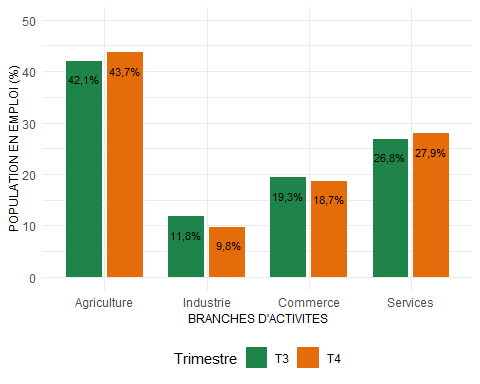 POPULATION EN EMPLOI (%)
50
40
30
20
10
0
42,1%
43,7%
11,8%
9,8%
19,3%
18,7%
26,8%
27,9%
Agriculture
Industrie
Commerce
Services
BRANCHES D'ACTIVITES
Trimestre T3 T4